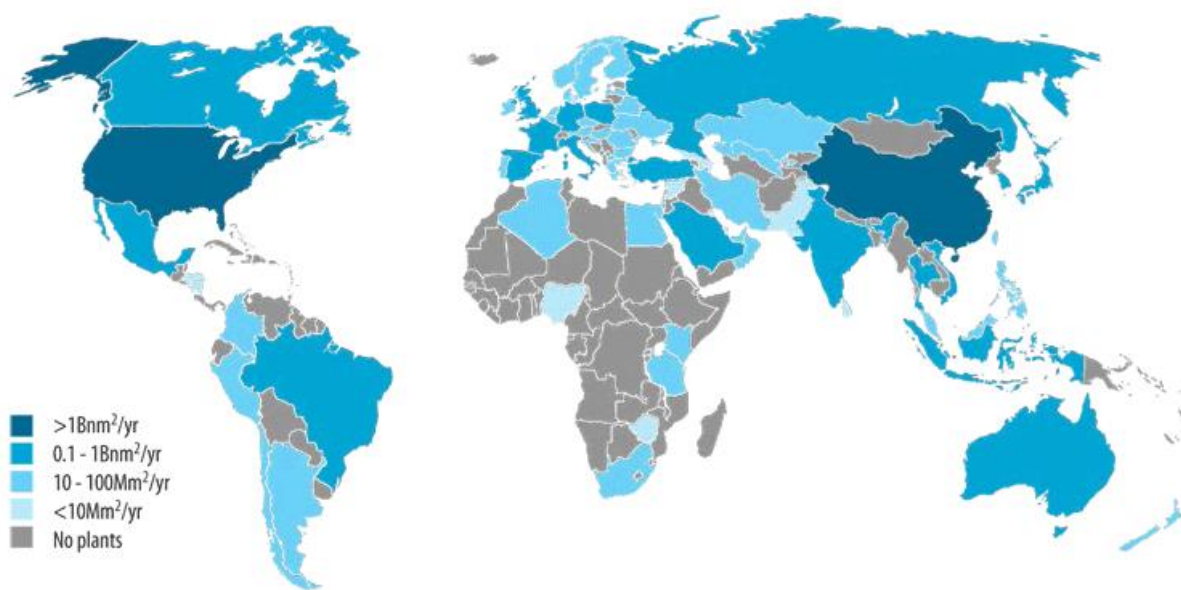 >1Bnm²/yr
0.1 - 1Bnm²/yr
10 - 100Mm²/yr
<10Mm²/yr
No plants